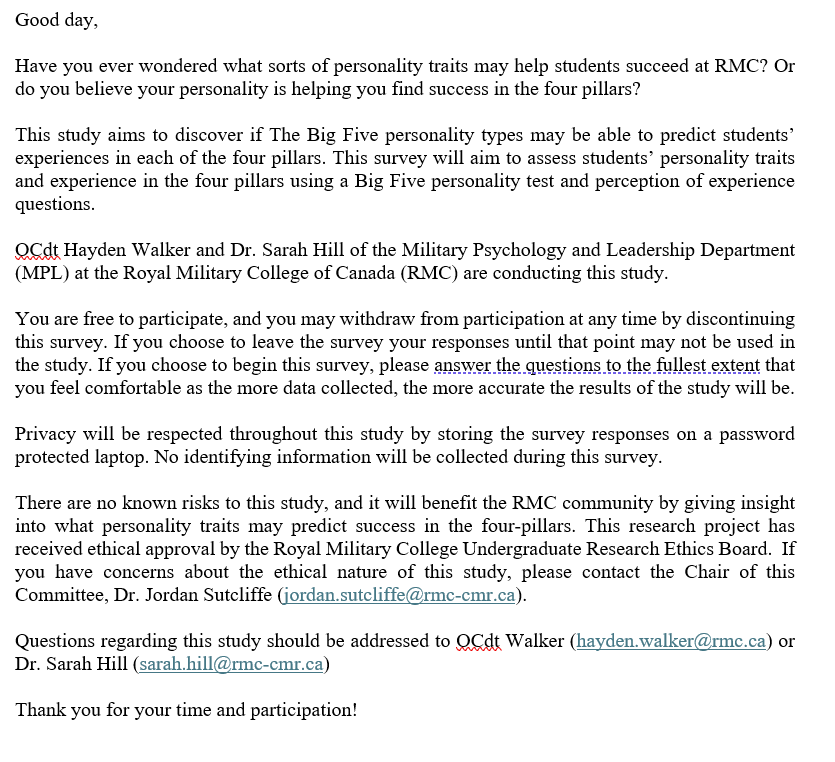 Good day,
Have you ever wondered what sorts of personality traits may help students succeed at RMC? Or
do you believe your personality is helping you find success in the four pillars?
This study aims to discover if The Big Five personality types may be able to predict students’
experiences in each of the four pillars. This survey will aim to assess students’ personality traits
and experience in the four pillars using a Big Five personality test and perception of experience
questions.
OCdt Hayden Walker and Dr. Sarah Hill of the Military Psychology and Leadership Department
(MPL) at the Royal Military College of Canada (RMC) are conducting this study.
You are free to participate, and you may withdraw from participation at any time by discontinuing
this survey. If you choose to leave the survey your responses until that point may not be used in
the study. If you choose to begin this survey, please answer the questions to the fullest extent that
you feel comfortable as the more data collected, the more accurate the results of the study will be.
Privacy will be respected throughout this study by storing the survey responses on a password
protected laptop. No identifying information will be collected during this survey.
There are no known risks to this study, and it will benefit the RMC community by giving insight
into what personality traits may predict success in the four-pillars. This research project has
received ethical approval by the Royal Military College Undergraduate Research Ethics Board. If
you have concerns about the ethical nature of this study, please contact the Chair of this
Committee, Dr. Jordan Sutcliffe (jordan.sutcliffe@rmc-cmr.ca).
Questions regarding this study should be addressed to OCdt Walker (hayden.walker@rmc.ca) or
Dr. Sarah Hill (sarah.hill@rmc-cmr.ca)
Thank you for your time and participation!